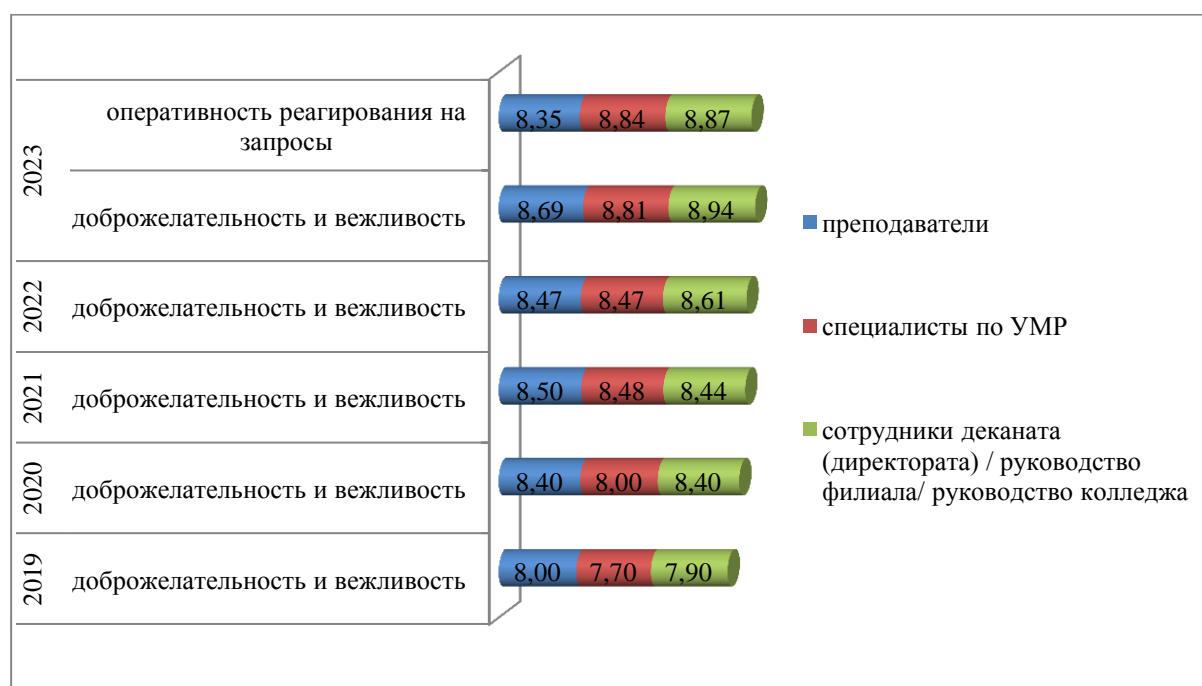 2023
оперативность реагирования на
запросы
8,35 8,84 8,87
доброжелательность и вежливость
8,69 8,81 8,94
2022
доброжелательность и вежливость
8,47 8,47 8,61
2021
доброжелательность и вежливость
8,50 8,48 8,44
2020
доброжелательность и вежливость
8,40 8,00 8,40
2019
доброжелательность и вежливость
8,00 7,70 7,90
преподаватели
специалисты по УМР
сотрудники деканата
(директората) / руководство
филиала/ руководство колледжа